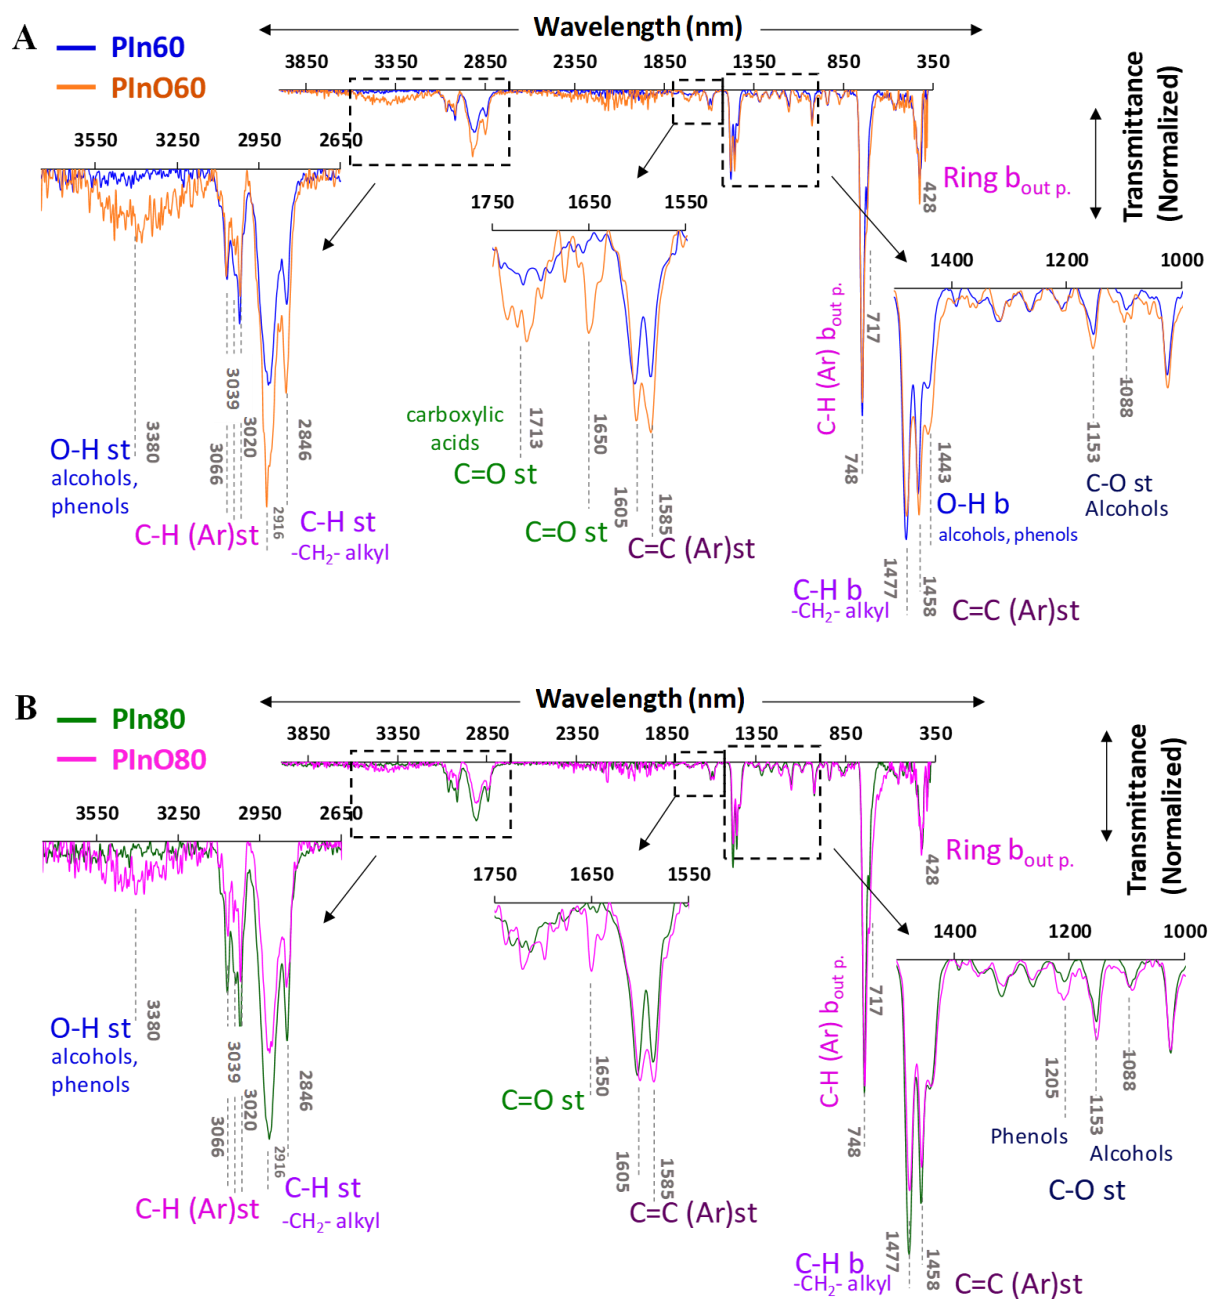 A
Wavelength (nm)
PIn60
PInO60
3850 3350 2850 2350 1850 1350 850 350
3550 3250 2950 2650
1750 1650 1550
1400 1200 1000
Transmittance
(Normalized)
Ring b out p.
428
C-H (Ar) b out p.
717
748
3380
O-H st
alcohols,
phenols
3066
3039
3020
C-H (Ar)st
2916
2846
C-H st
-CH2- alkyl
carboxylic
acids
C=O st
1713
1650
C=O st
1605
1585
C=C (Ar)st
1443
O-H b
alcohols, phenols
1153
1088
C-O st
Alcohols
1477
1458
C-H b
-CH2- alkyl
C=C (Ar)st
B
Wavelength (nm)
PIn80
PInO80
3850 3350 2850 2350 1850 1350 850 350
3550 3250 2950 2650
1750 1650 1550
1400 1200 1000
Transmittance
(Normalized)
Ring b out p.
428
C-H (Ar) b out p.
717
748
3380
O-H st
alcohols,
phenols
3066
3039
3020
C-H (Ar)st
2916
2846
C-H st
-CH2- alkyl
1650
C=O st
1605
1585
C=C (Ar)st
1205
1153
1088
Phenols
Alcohols
C-O st
1477
1458
C-H b
-CH2- alkyl
C=C (Ar)st